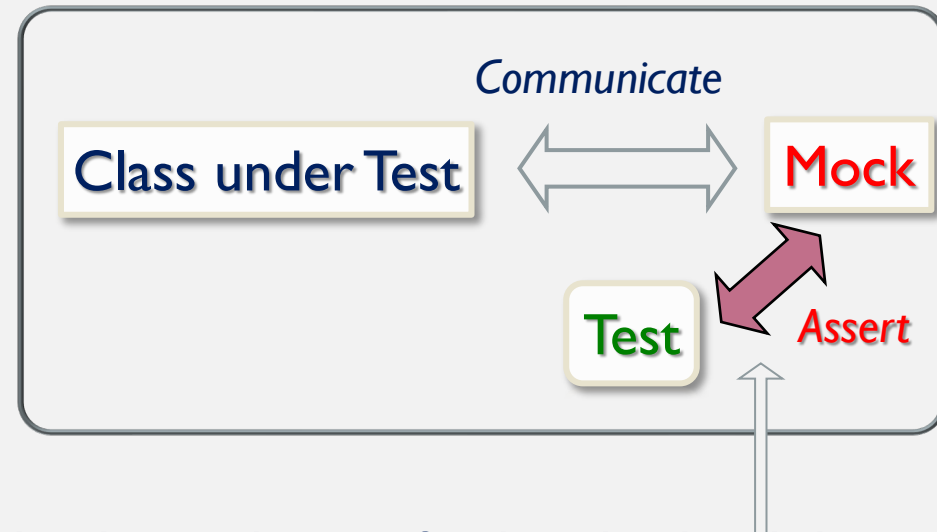 Communicate
Class under Test
Mock
Test
Assert